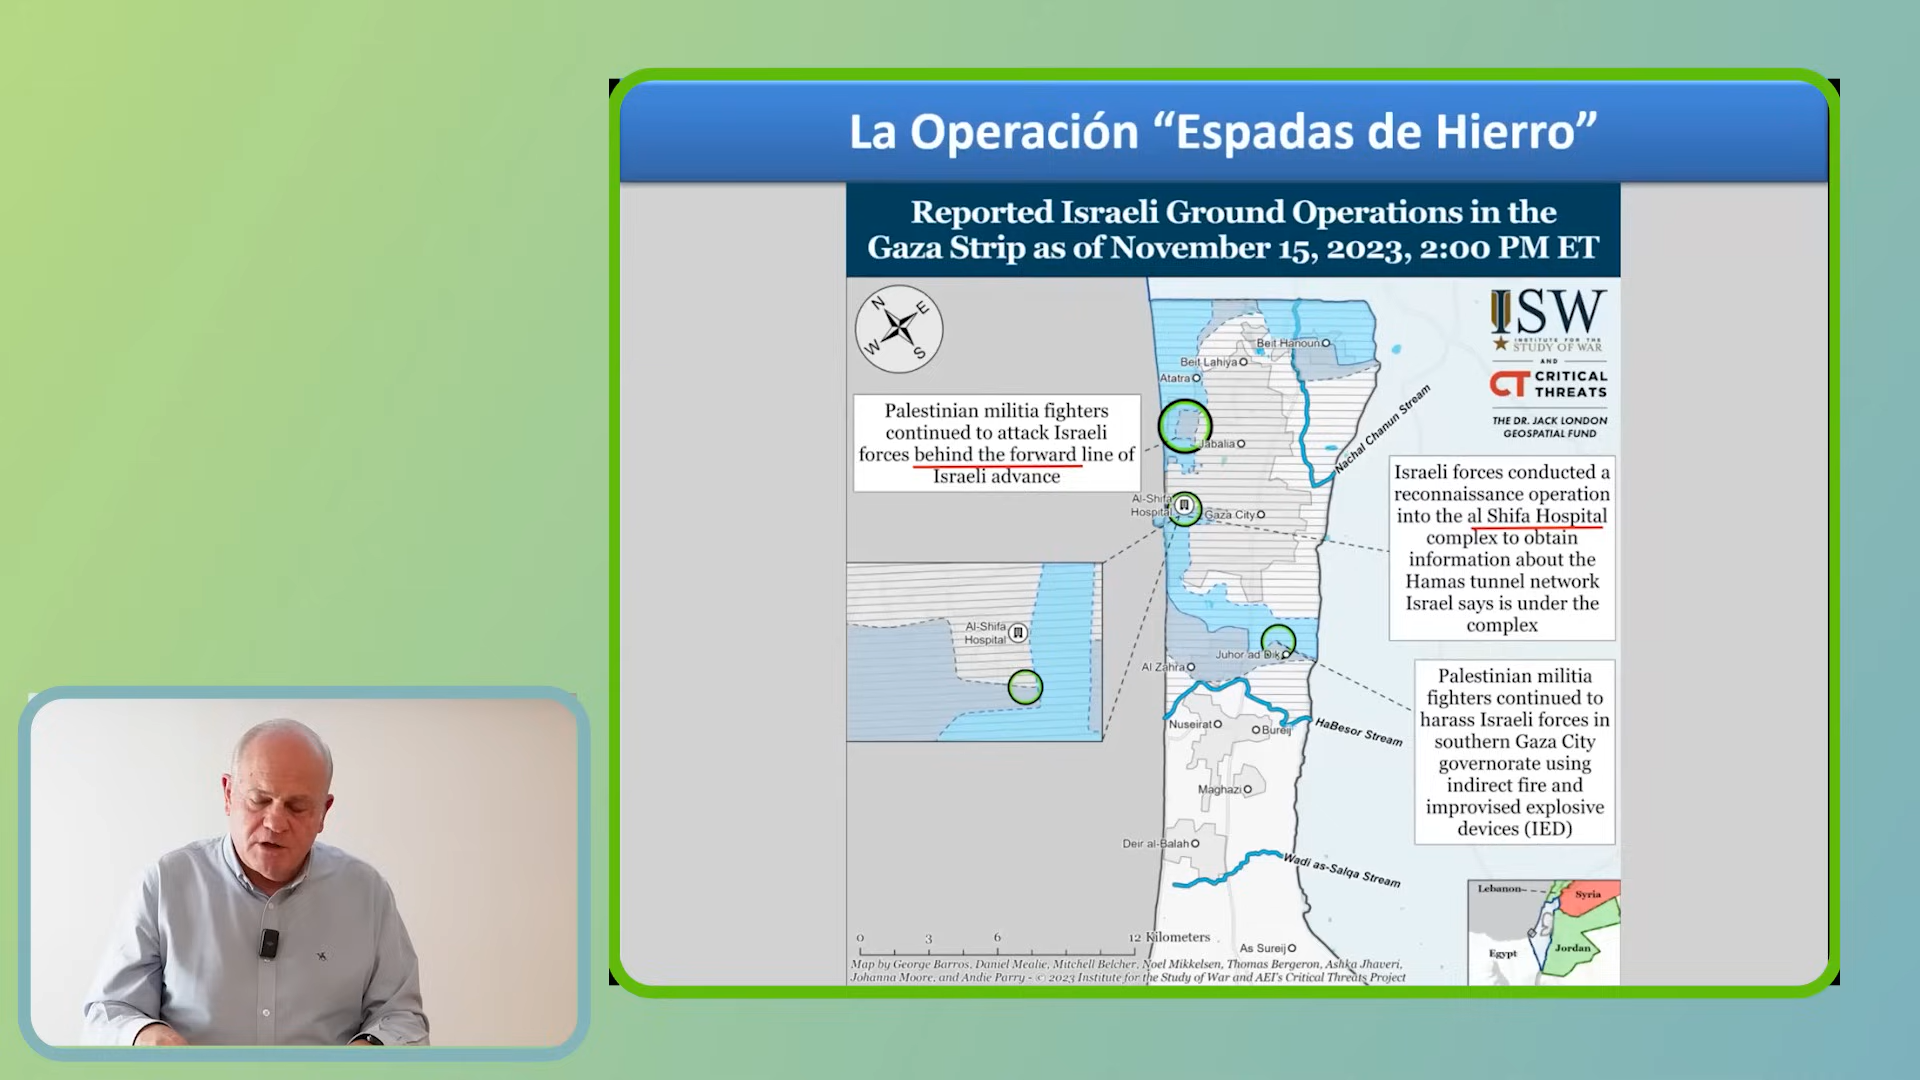 La Operación “Espadas de Hierro”
Reported Israeli Ground Operations in the
Gaza Strip as of November 15, 2023, 2:00 PM ET
N
E
W
S
ISW
INSTITUTE FOR THE
STUDY OF WAR
AND
CT CRITICAL
THREATS
THE DR. JACK LONDON
GEOSPATIAL FUND
Beit Hanoun
Beit Lahiya
Atatra
Palestinian militia fighters
continued to attack Israeli
forces behind the forward line of
Israeli advance
Jabalia
Nachal Chanun Stream
Israeli forces conducted a
reconnaissance operation
into the al Shifa Hospital
complex to obtain
information about the
Hamas tunnel network
Israel says is under the
complex
Al-Shifa
Hospital
Gaza City
Al-Shifa
Hospital
Juhor ad Dik
Al Zahra
Palestinian militia
fighters continued to
harass Israeli forces in
southern Gaza City
governorate using
indirect fire and
improvised explosive
devices (IED)
Nuseirat
Bureij
HaBesor Stream
Maghazi
Deir al-Balah
Wadi as-Salqa Stream
Lebanon
Syria
Egypt
Jordan
0 3 6 12 Kilometers
As Sureij
Map by George Barros, Daniel Mealie, Mitchell Belcher, Noel Mikkelsen, Thomas Bergeron, Ashka Jhaveri,
Johanna Moore, and Andie Parry - © 2023 Institute for the Study of War and AEI's Critical Threats Project